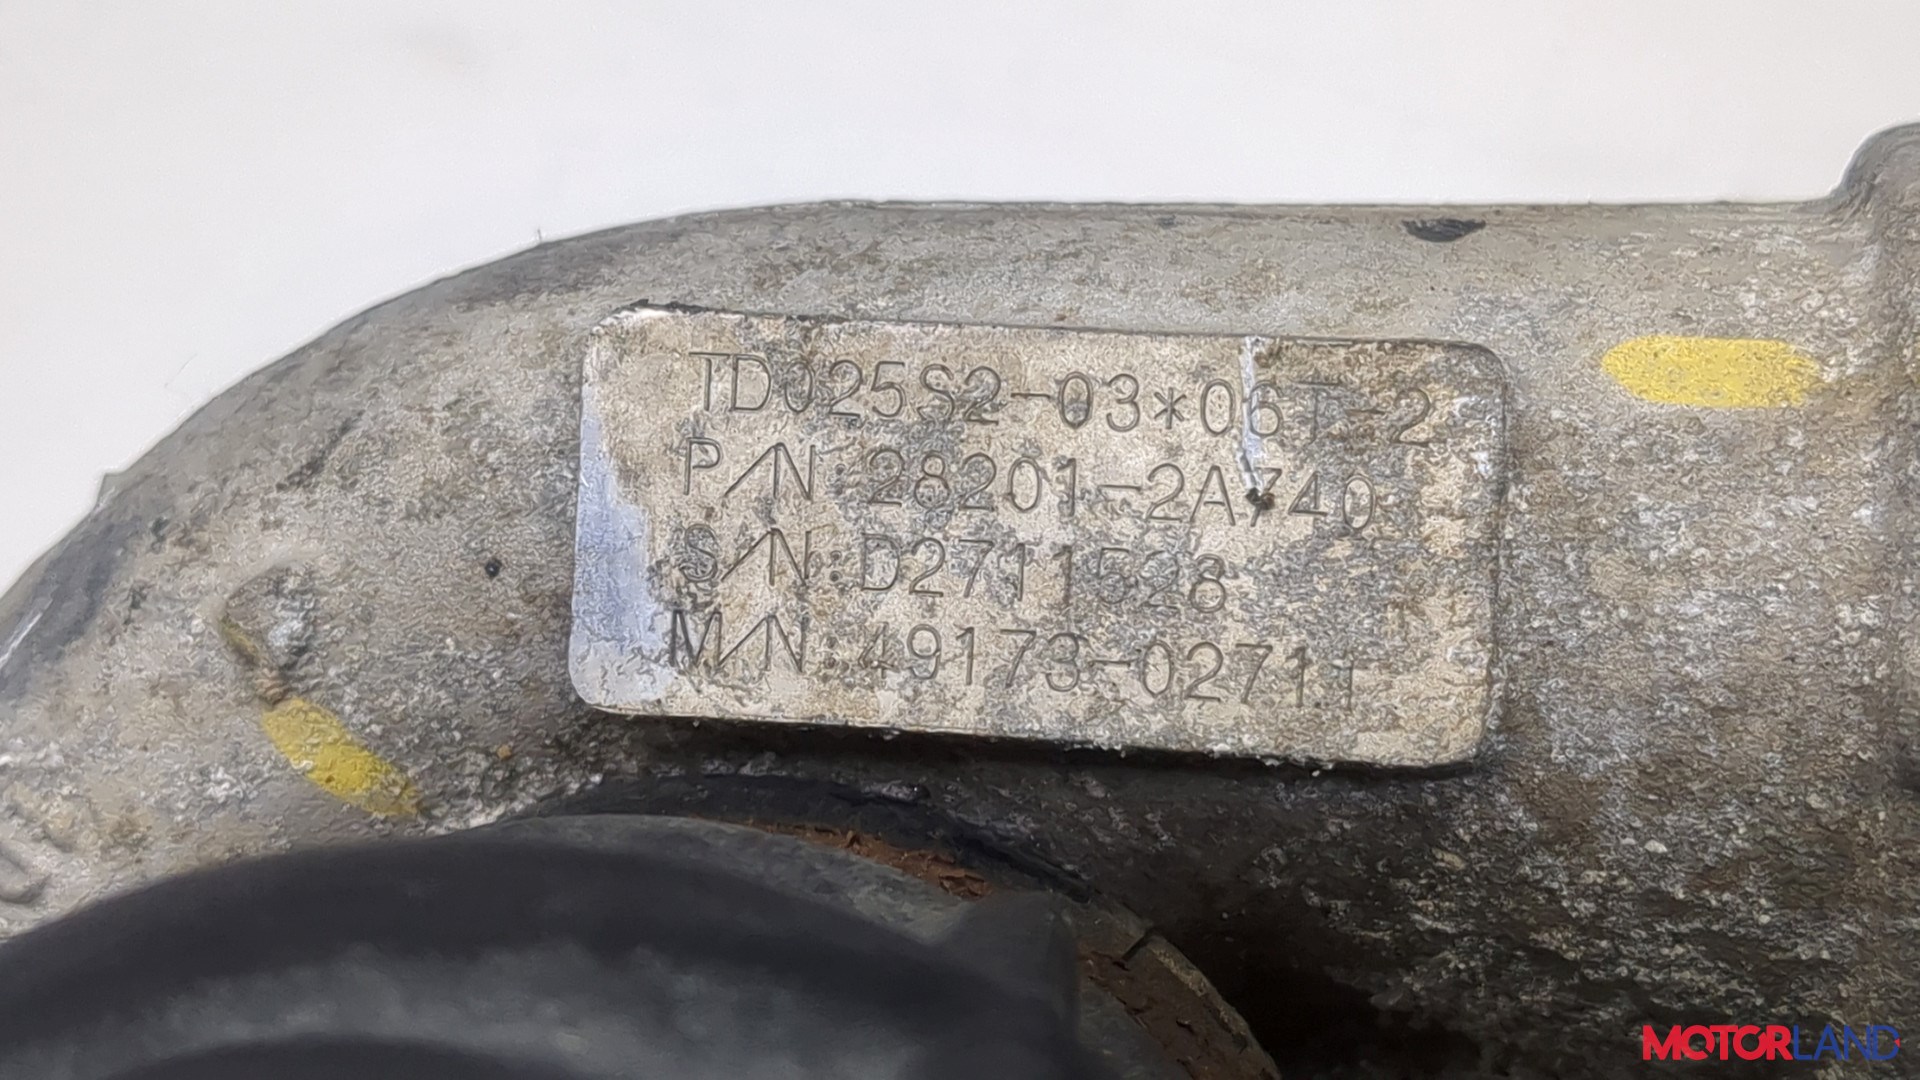 TD025S2-03*06T-2
P/N:28201-2A740
S/N:D2711528
M/N:49173-02711
MOTORLAND